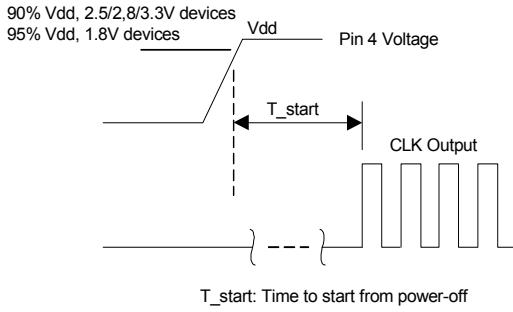 90% Vdd, 2.5/2,8/3.3V devices
95% Vdd, 1.8V devices
Vdd
Pin 4 Voltage
T_start
CLK Output
T_start: Time to start from power-off